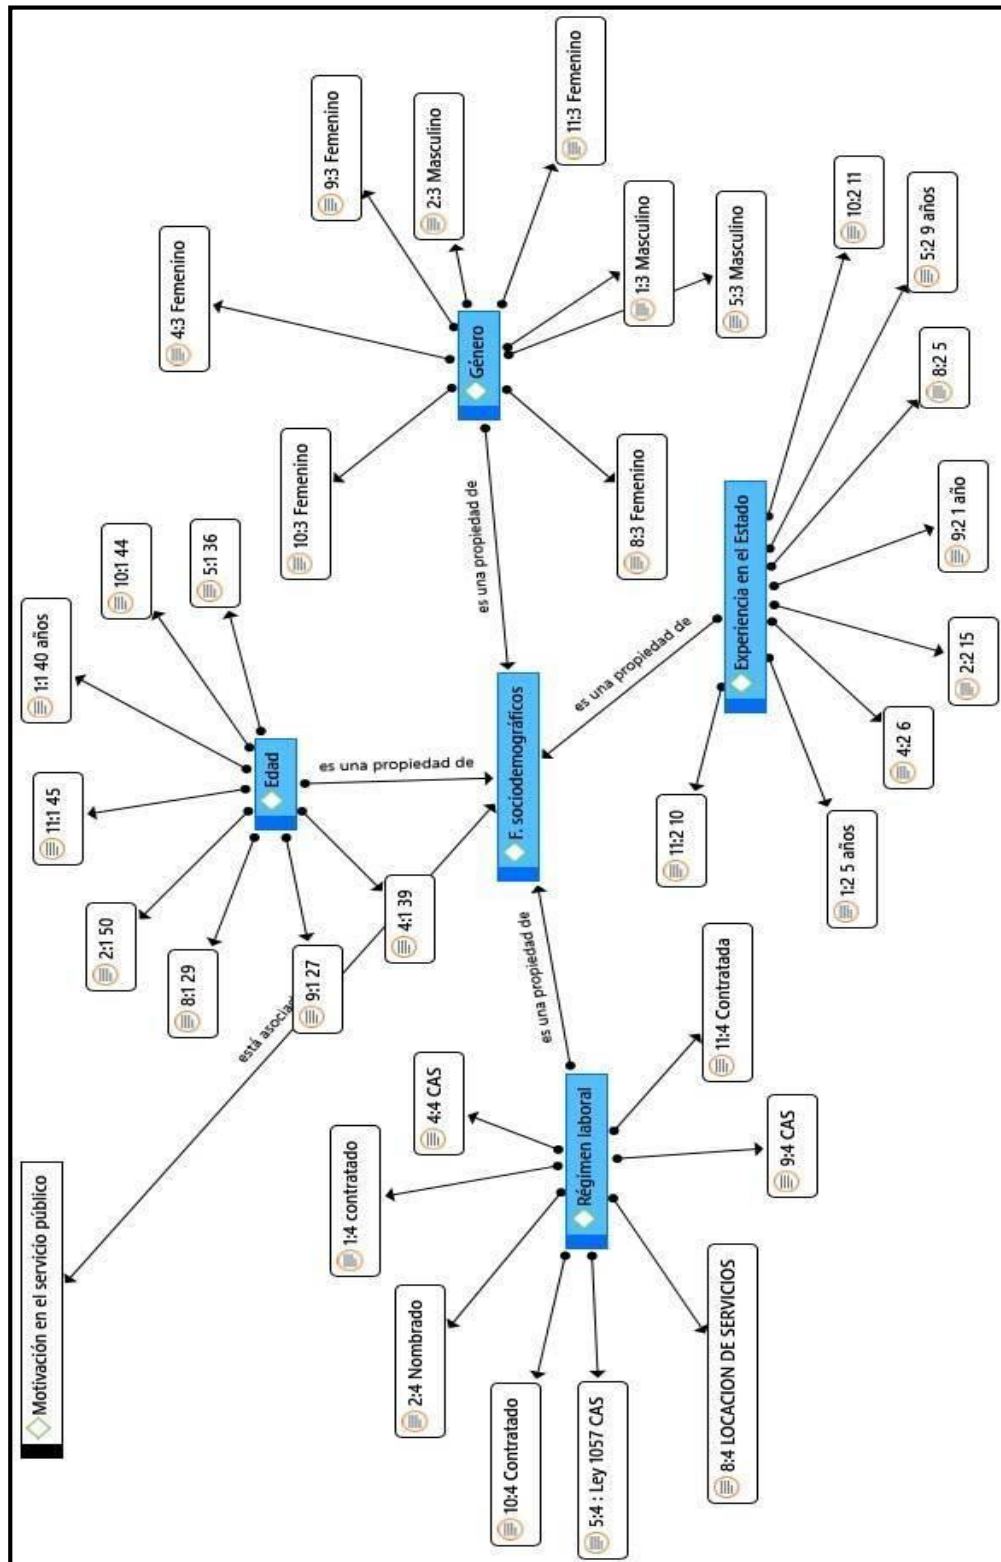 Motivación en el servicio público
está asocia
1:1 40 años
10:1 44
5:1 36
11:1 45
2:1 50
8:1 29
9:1 27
4:1 39
Edad
es una propiedad de
4:3 Femenino
9:3 Femenino
2:3 Masculino
11:3 Femenino
1:3 Masculino
5:3 Masculino
10:3 Femenino
8:3 Femenino
Género
es una propiedad de
F. sociodemográficos
4:4 CAS
1:4 contratado
2:4 Nombrado
10:4 Contratado
5:4 : Ley 1057 CAS
8:4 LOCACION DE SERVICIOS
9:4 CAS
11:4 Contratada
Régimen laboral
es una propiedad de
Experiencia en el Estado
es una propiedad de
11:2 10
1:2 5 años
4:2 6
2:2 15
9:2 1 año
8:2 5
5:2 9 años
10:2 11